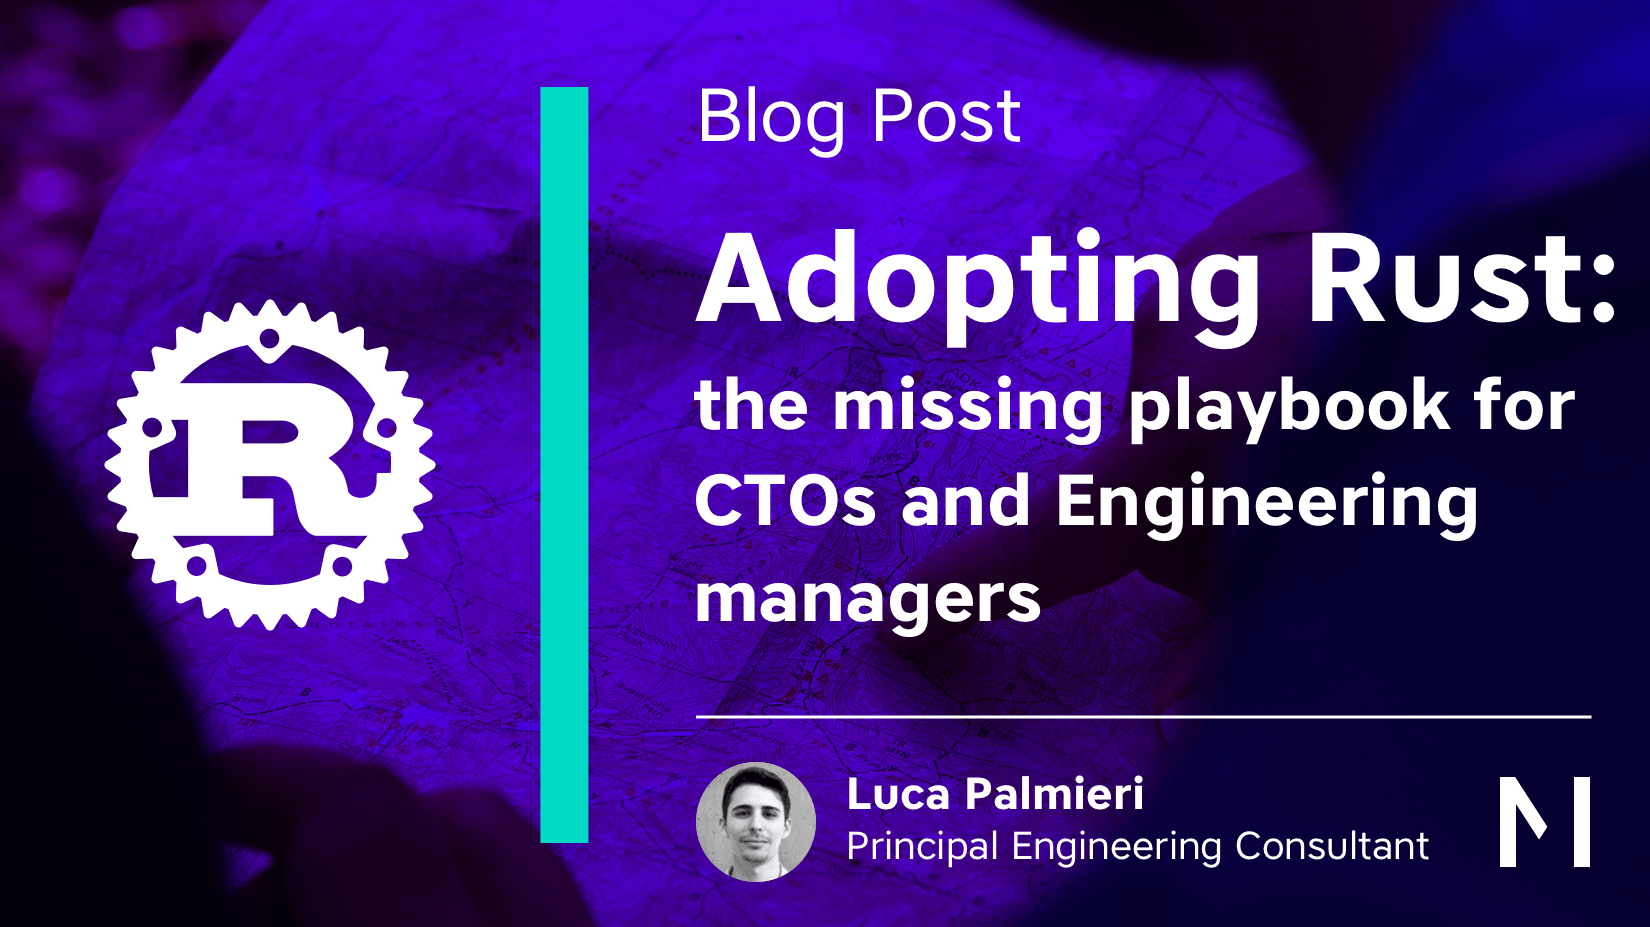 Blog Post
Adopting Rust:
the missing playbook for
CTOs and Engineering
managers
Luca Palmieri
Principal Engineering Consultant
R